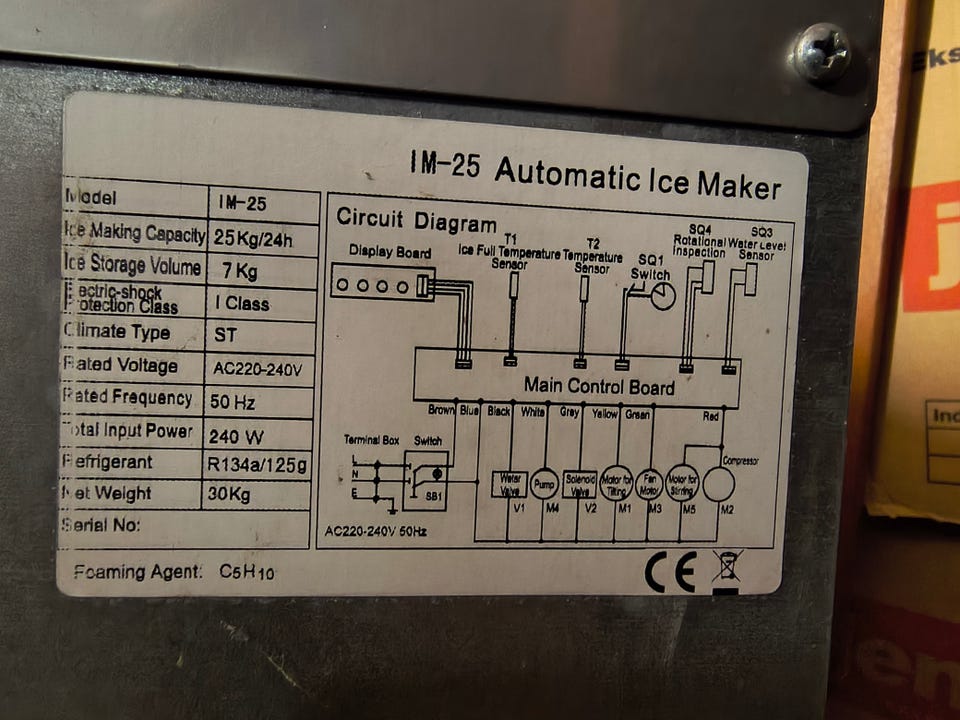 IM-25 Automatic Ice Maker
Model IM-25
Ice Making Capacity 25Kg/24h
Ice Storage Volume 7Kg
Electric-shock
Protection Class I Class
Climate Type ST
Rated Voltage AC220-240V
Rated Frequency 50 Hz
Total Input Power 240 W
Refrigerant R134a/125g
Net Weight 30Kg
Serial No:
Foaming Agent: C5H10
Circuit Diagram
Display Board
T1
Ice Full Temperature
Sensor
T2
Temperature
Sensor
SQ1
Switch
SQ4
Rotational
Inspection
SQ3
Water Level
Sensor
Main Control Board
Brown Blue Black White Grey Yellow Green Red
Terminal Box Switch
L
N
E
SB1
AC220-240V 50Hz
Water
Valve
V1
Pump
M4
Solenoid
Valve
V2
Motor for
Tilting
M1
Fan
Motor
M3
Motor for
Stirring
M5
Compressor
M2
CE
Eks
j
Ind
en